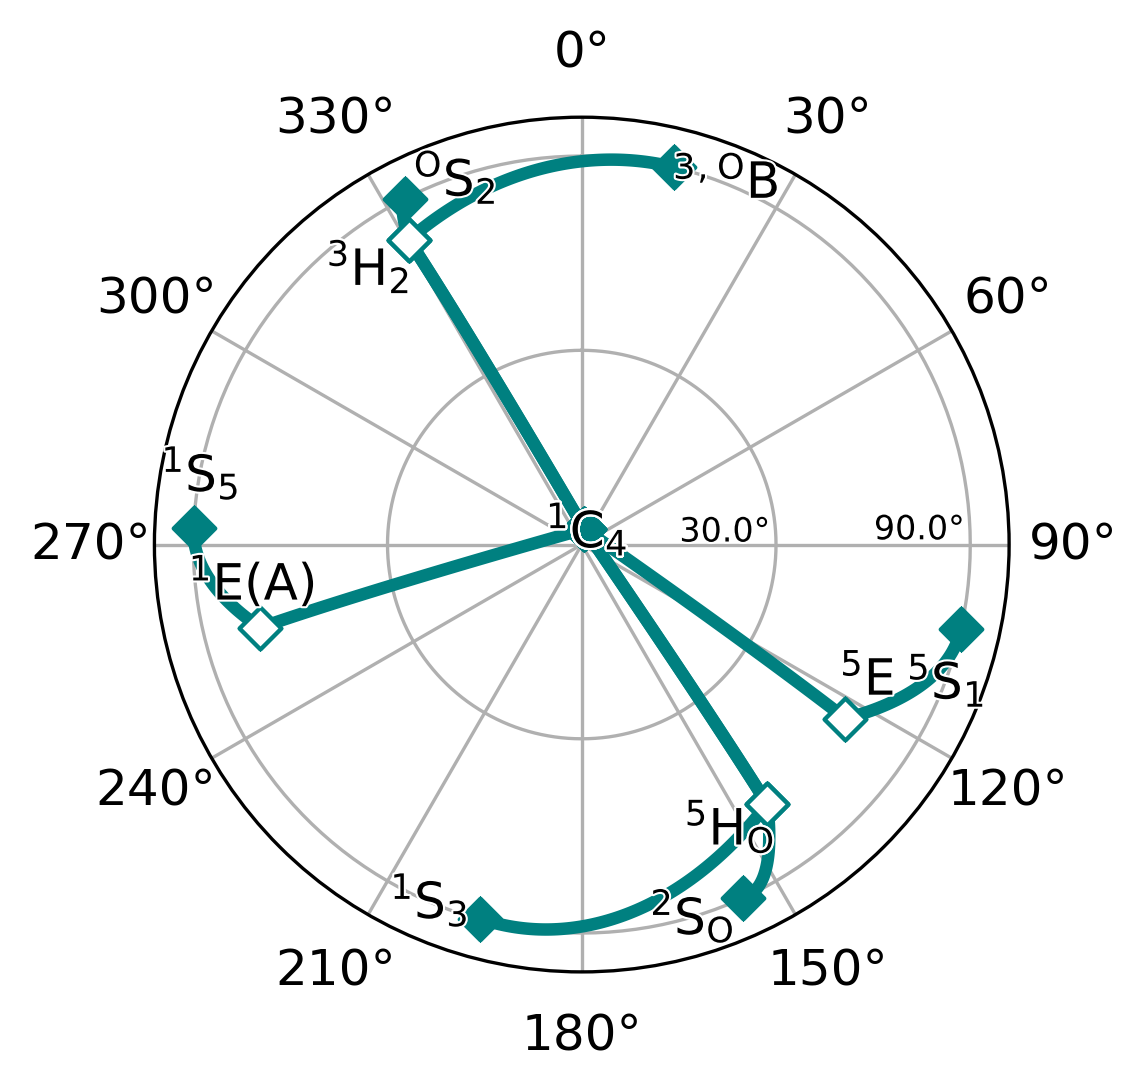 0°
330°
30°
ᴼS₂
³,ᴼB
³H₂
300°
60°
¹S₅
270°
¹C₄
30.0°
90.0°
90°
¹E(A)
⁵E
⁵S₁
240°
120°
⁵Hₒ
¹S₃
²Sₒ
210°
150°
180°